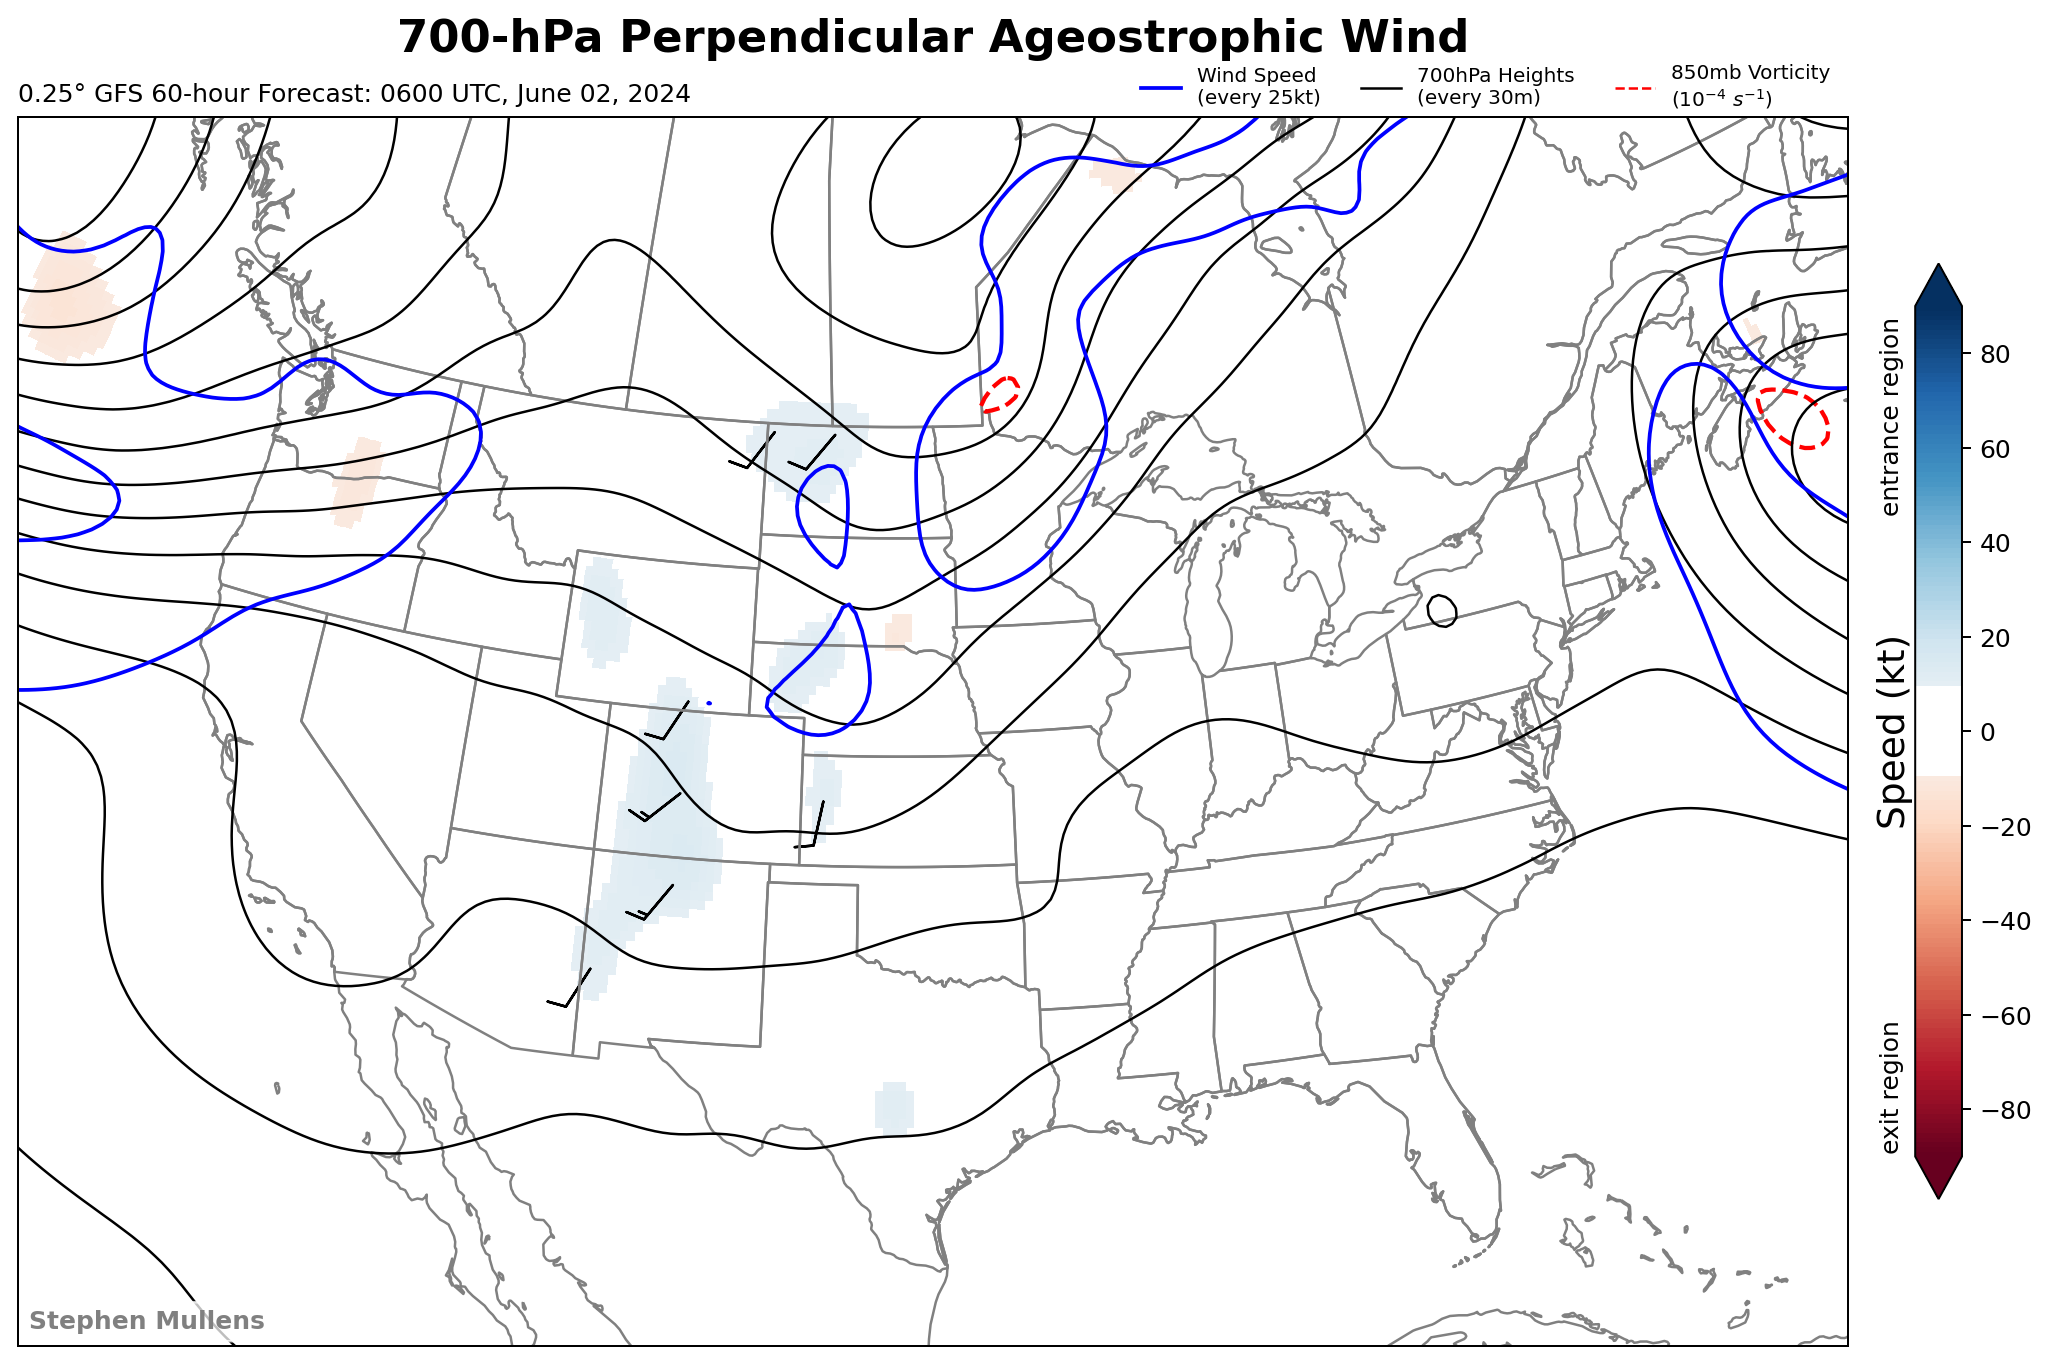 700-hPa Perpendicular Ageostrophic Wind
0.25° GFS 60-hour Forecast: 0600 UTC, June 02, 2024
Wind Speed
(every 25kt)
700hPa Heights
(every 30m)
850mb Vorticity
(10⁻⁴ s⁻¹)
entrance region
Speed (kt)
exit region
80
60
40
20
0
−20
−40
−60
−80
Stephen Mullens